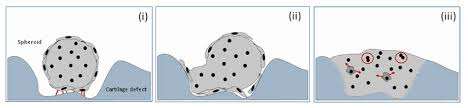 (i)
Spheroid
Cartilage defect
(ii)
(iii)